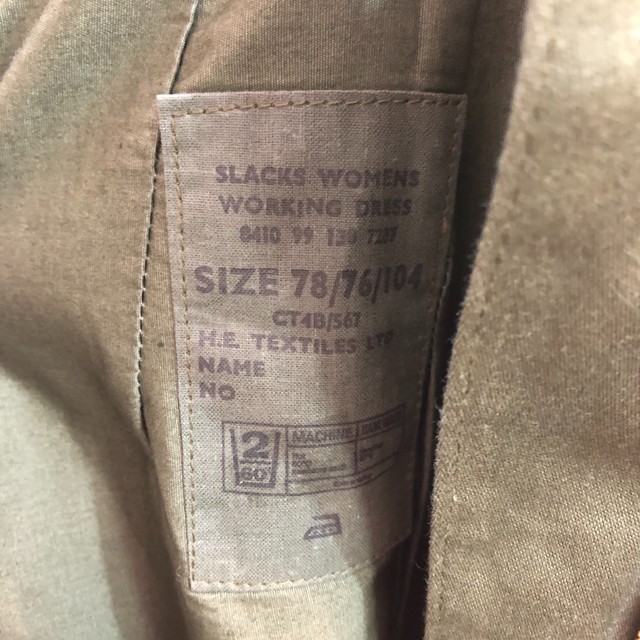 SLACKS WOMENS
WORKING DRESS
8410 99 130 7287
SIZE 78/76/104
CT4B/567
H.E. TEXTILES LTD
NAME
NO
2
60
MACHINE